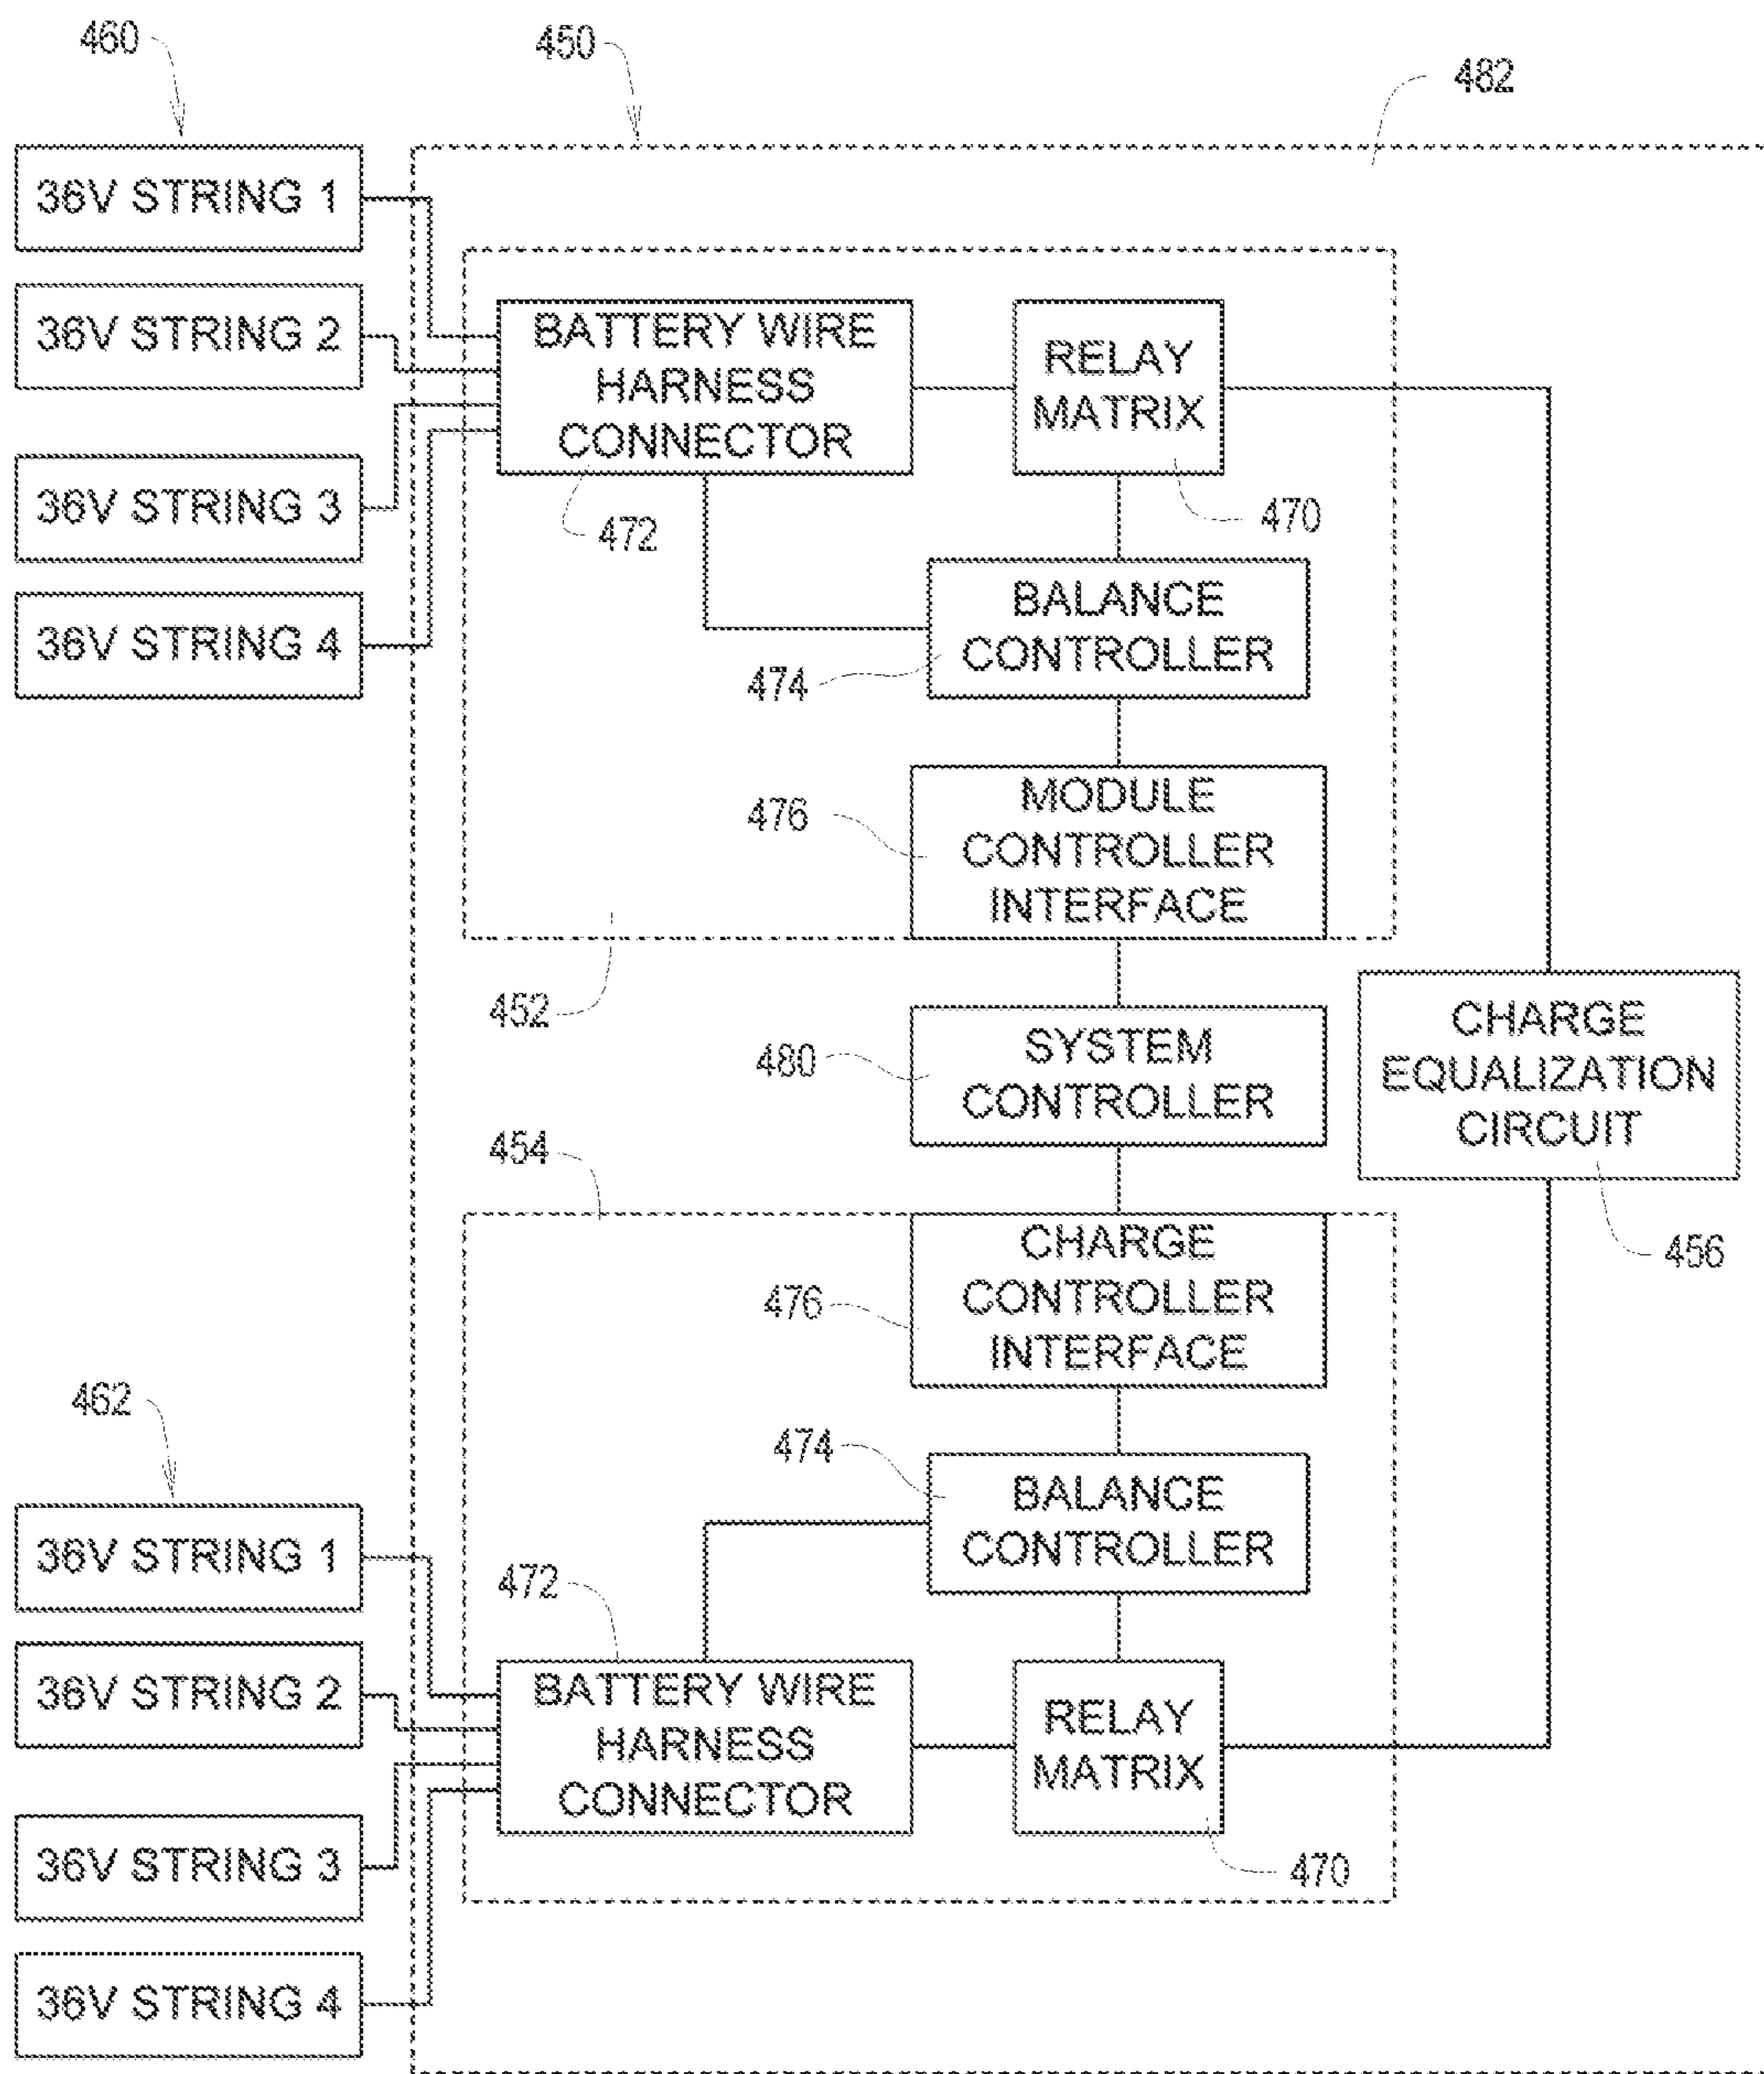 460
450
482
36V STRING 1
36V STRING 2
36V STRING 3
36V STRING 4
BATTERY WIRE
HARNESS
CONNECTOR
472
RELAY
MATRIX
470
BALANCE
CONTROLLER
474
MODULE
CONTROLLER
INTERFACE
476
452
SYSTEM
CONTROLLER
480
CHARGE
EQUALIZATION
CIRCUIT
456
454
CHARGE
CONTROLLER
INTERFACE
476
462
474
BALANCE
CONTROLLER
36V STRING 1
36V STRING 2
36V STRING 3
36V STRING 4
472
BATTERY WIRE
HARNESS
CONNECTOR
RELAY
MATRIX
470